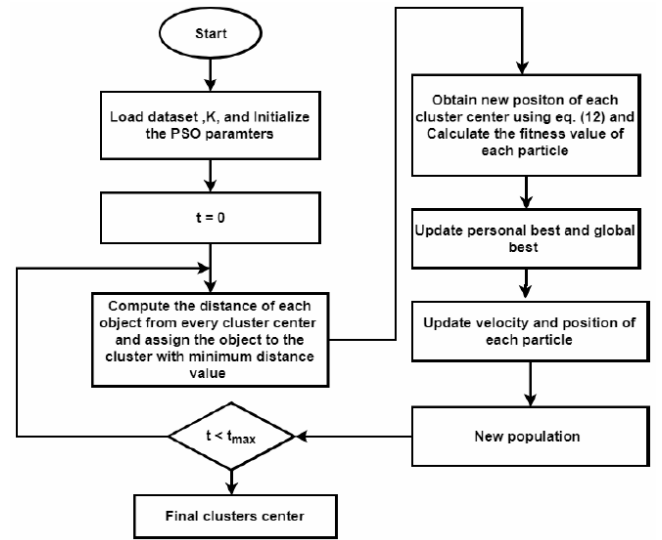 Start
Load dataset ,K, and Initialize
the PSO paramters
t = 0
Compute the distance of each
object from every cluster center
and assign the object to the
cluster with minimum distance
value
Obtain new positon of each
cluster center using eq. (12) and
Calculate the fitness value of
each particle
Update personal best and global
best
Update velocity and position of
each particle
New population
t < tmax
Final clusters center